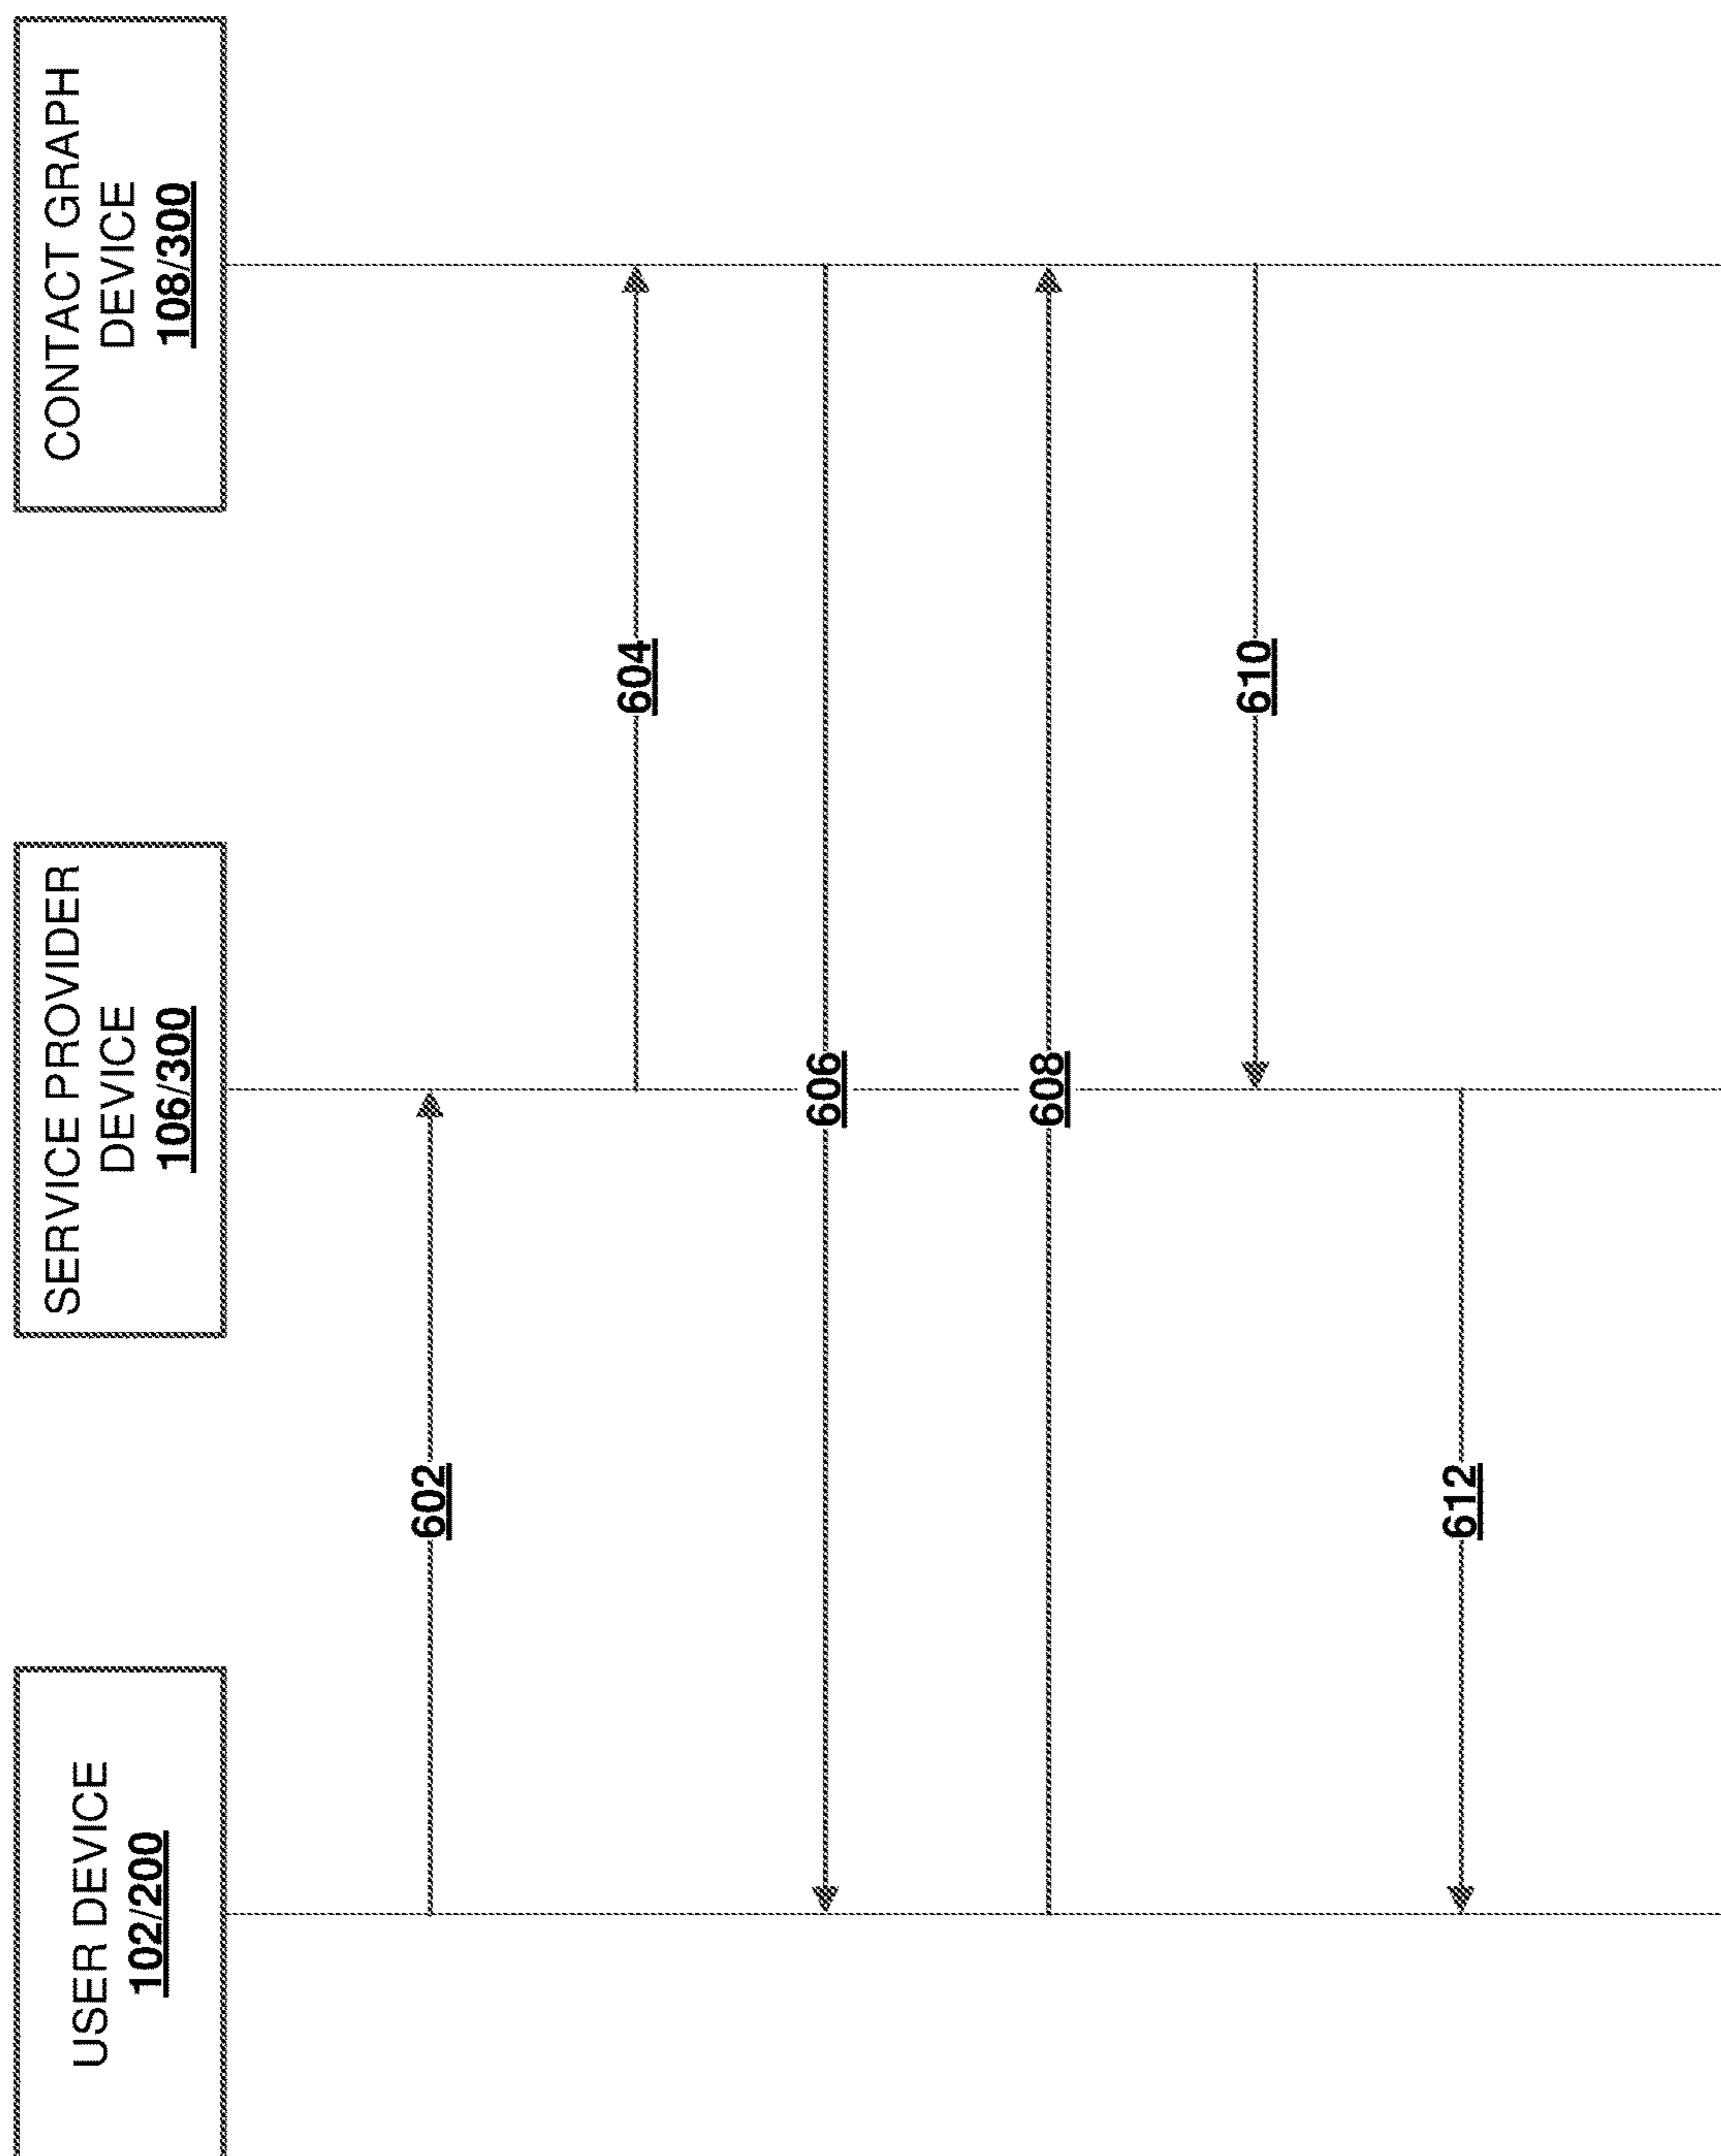 USER DEVICE
102/200
SERVICE PROVIDER
DEVICE
106/300
CONTACT GRAPH
DEVICE
108/300
602
604
606
608
610
612